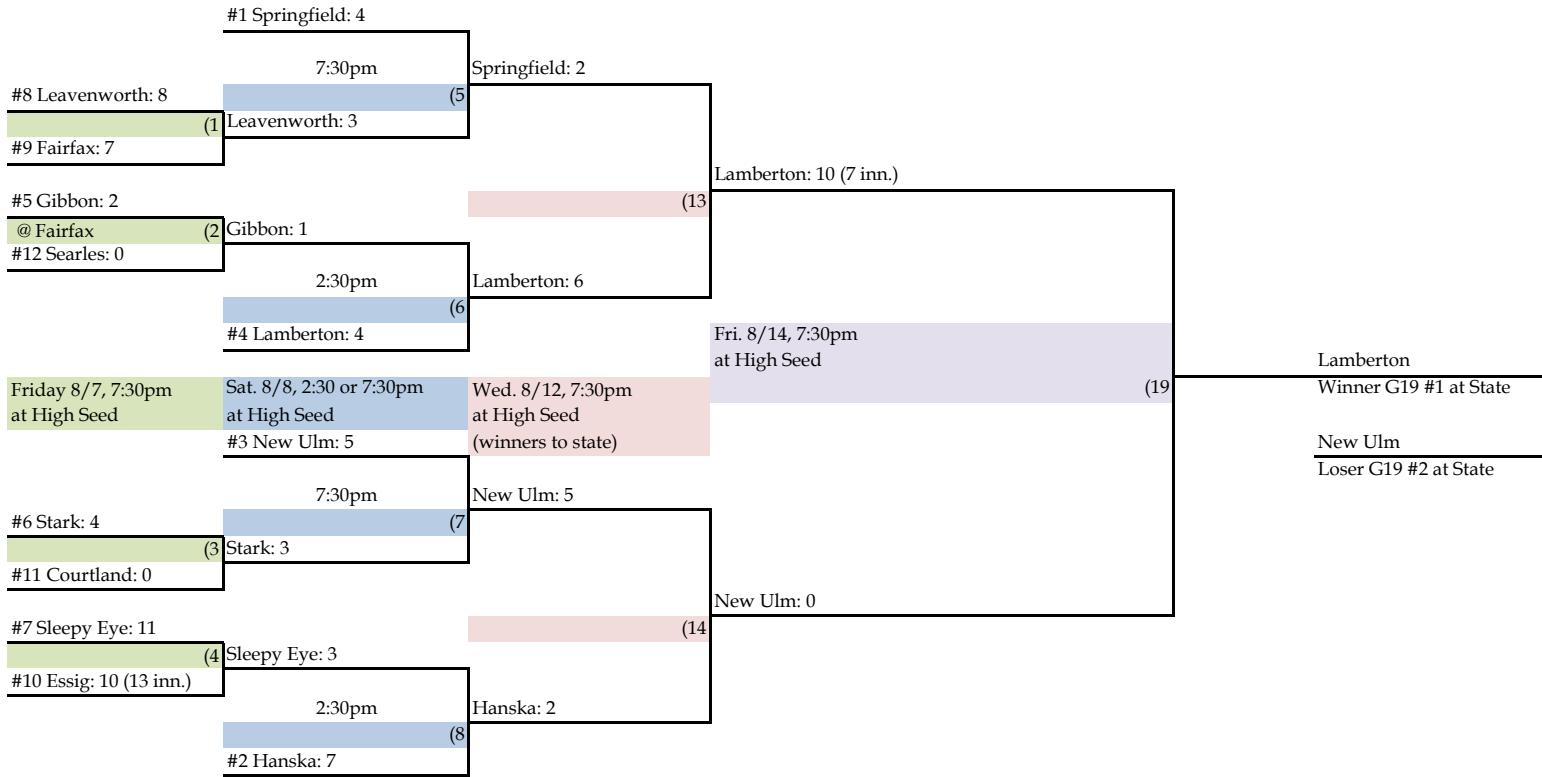 #1 Springfield: 4
7:30pm
Springfield: 2
#8 Leavenworth: 8
(5
(1
Leavenworth: 3
#9 Fairfax: 7
Lamberton: 10 (7 inn.)
#5 Gibbon: 2
(13
@ Fairfax
(2
Gibbon: 1
#12 Searles: 0
2:30pm
Lamberton: 6
(6
#4 Lamberton: 4
Fri. 8/14, 7:30pm
at High Seed
(19
Lamberton
Winner G19 #1 at State
Friday 8/7, 7:30pm
at High Seed
Sat. 8/8, 2:30 or 7:30pm
at High Seed
Wed. 8/12, 7:30pm
at High Seed
(winners to state)
#3 New Ulm: 5
New Ulm
Loser G19 #2 at State
7:30pm
New Ulm: 5
#6 Stark: 4
(7
(3
Stark: 3
#11 Courtland: 0
New Ulm: 0
#7 Sleepy Eye: 11
(14
(4
Sleepy Eye: 3
#10 Essig: 10 (13 inn.)
2:30pm
Hanska: 2
(8
#2 Hanska: 7